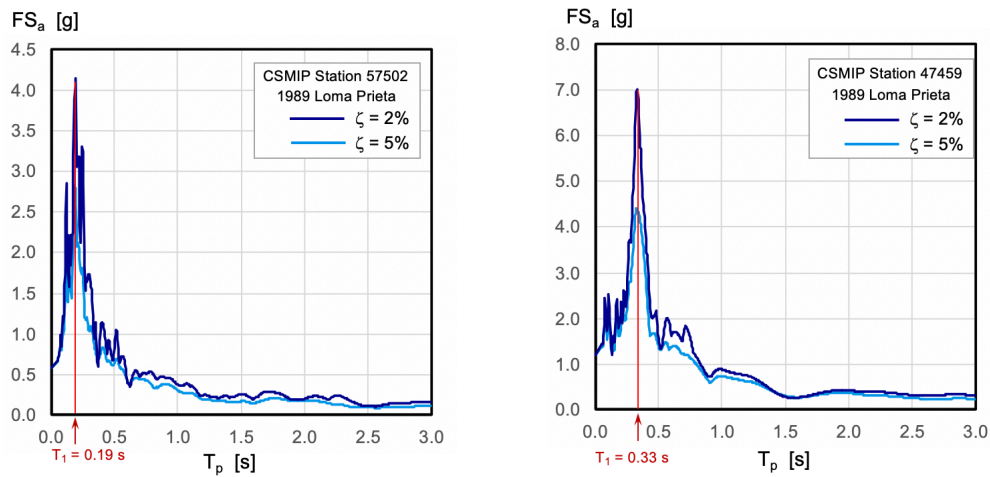 FSa [g]
4.5
4.0
3.5
3.0
2.5
2.0
1.5
1.0
0.5
0.0
CSMIP Station 57502
1989 Loma Prieta
ζ = 2%
ζ = 5%
0.0 0.5 1.0 1.5 2.0 2.5 3.0
T1 = 0.19 s
Tp [s]
FSa [g]
8.0
7.0
6.0
5.0
4.0
3.0
2.0
1.0
0.0
CSMIP Station 47459
1989 Loma Prieta
ζ = 2%
ζ = 5%
0.0 0.5 1.0 1.5 2.0 2.5 3.0
T1 = 0.33 s
Tp [s]